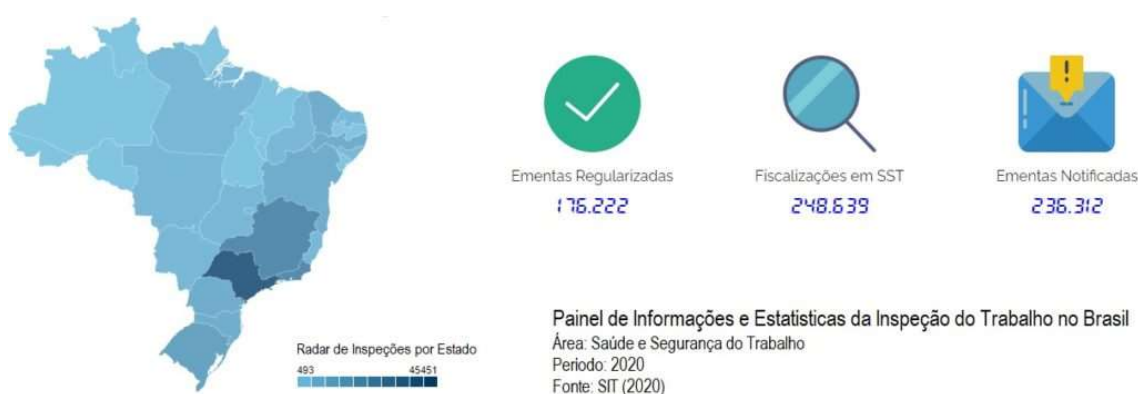 Ementas Regularizadas
176.222
Fiscalizações em SST
248.639
Ementas Notificadas
236.312
Radar de Inspeções por Estado
493 45451
Painel de Informações e Estatisticas da Inspeção do Trabalho no Brasil
Área: Saúde e Segurança do Trabalho
Periodo: 2020
Fonte: SIT (2020)